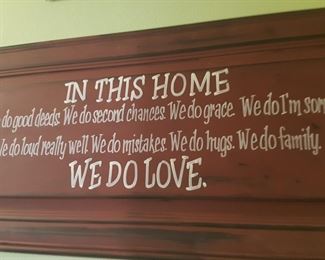 IN THIS HOME
do good deeds. We do second chances. We do grace. We do I'm
do loud really well. We do mistakes. We do hugs. We do family.
WE DO LOVE.